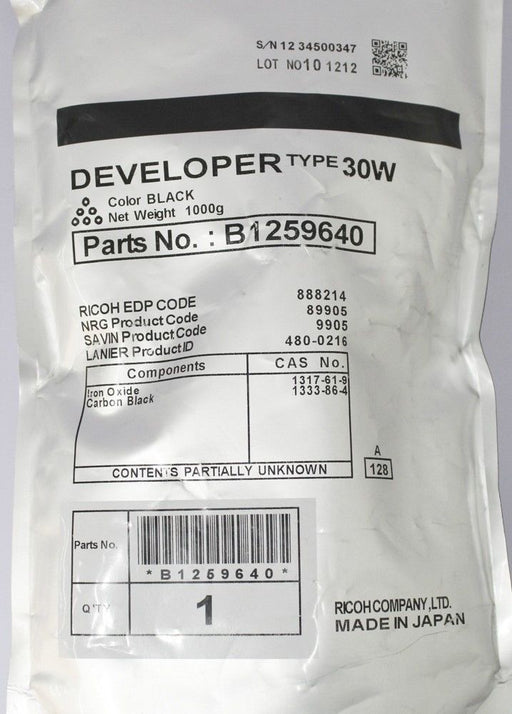 S/N 12 34500347
LOT NO10 1212
DEVELOPER TYPE 30W
Color BLACK
Net Weight 1000g
Parts No. : B1259640
RICOH EDP CODE 888214
NRG Product Code 89905
SAVIN Product Code 9905
LANIER Product ID 480-0216
Components CAS No.
Iron Oxide 1317-61-9
Carbon Black 1333-86-4
CONTENTS PARTIALLY UNKNOWN
A
128
Parts No.
*B1259640*
Q'TY 1
RICOH COMPANY,LTD.
MADE IN JAPAN